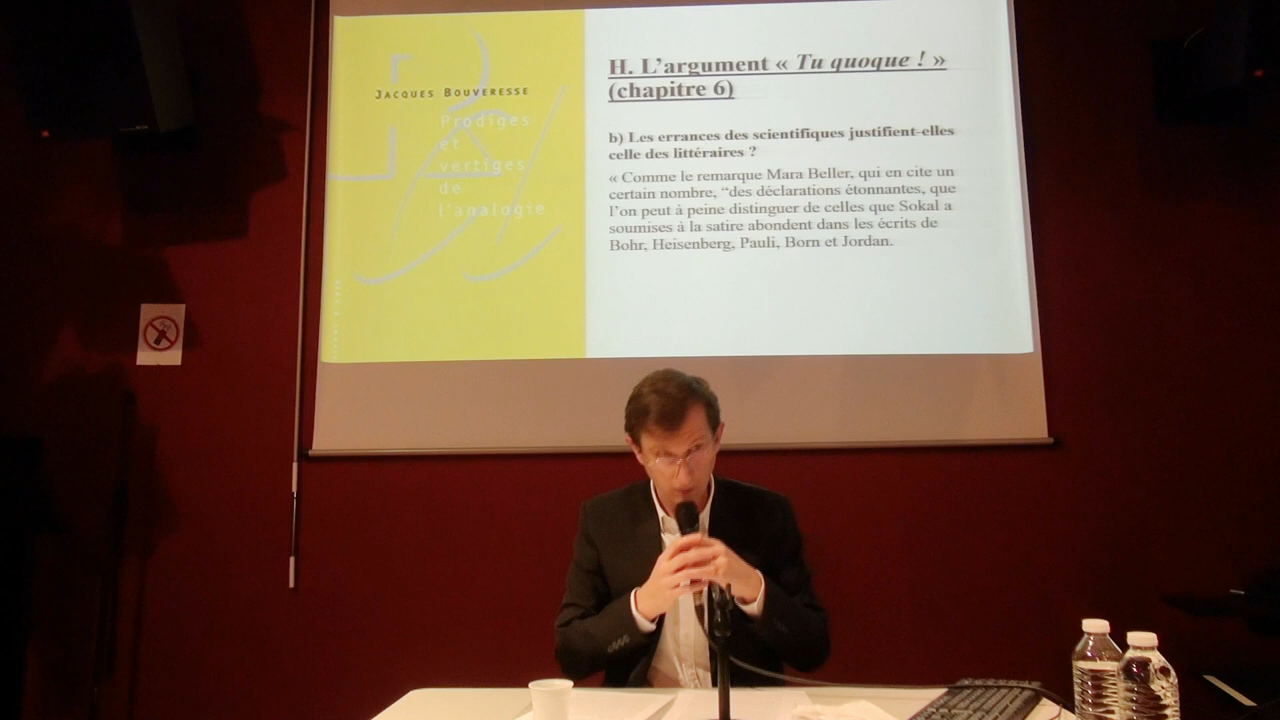 JACQUES BOUVERESSE
Prodiges
et
vertiges
de
l'analogie
H. L'argument « Tu quoque ! »
(chapitre 6)
b) Les errances des scientifiques justifient-elles
celle des littéraires ?
« Comme le remarque Mara Beller, qui en cite un
certain nombre, “des déclarations étonnantes, que
l'on peut à peine distinguer de celles que Sokal a
soumises à la satire abondent dans les écrits de
Bohr, Heisenberg, Pauli, Born et Jordan.